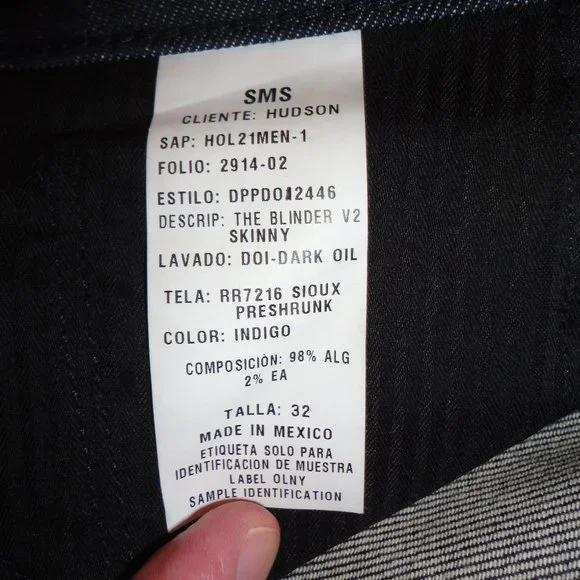 SMS
CLIENTE: HUDSON
SAP: HOL21MEN-1
FOLIO: 2914-02
ESTILO: DPPDO12446
DESCRIP: THE BLINDER V2
SKINNY
LAVADO: DOI-DARK OIL
TELA: RR7216 SIOUX
PRESHRUNK
COLOR: INDIGO
COMPOSICIÒN: 98% ALG
2% EA
TALLA: 32
MADE IN MEXICO
ETIQUETA SOLO PARA
IDENTIFICACION DE MUESTRA
LABEL OLNY
SAMPLE IDENTIFICATION